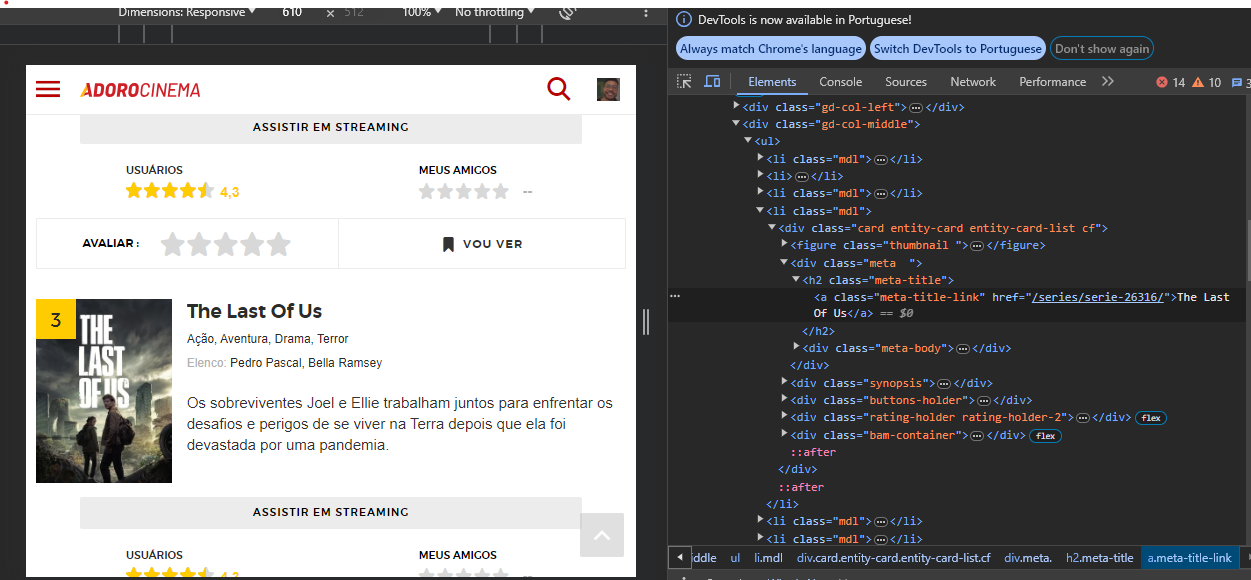 Dimensions: Responsive 610 × 512 100% No throttling
ADOROCINEMA
ASSISTIR EM STREAMING
USUÁRIOS
4,3
MEUS AMIGOS
--
AVALIAR :
VOU VER
3
THE
LAST
OF US
The Last Of Us
Ação, Aventura, Drama, Terror
Elenco: Pedro Pascal, Bella Ramsey
Os sobreviventes Joel e Ellie trabalham juntos para enfrentar os
desafios e perigos de se viver na Terra depois que ela foi
devastada por uma pandemia.
ASSISTIR EM STREAMING
USUÁRIOS
4,3
MEUS AMIGOS
--
DevTools is now available in Portuguese!
Always match Chrome's language Switch DevTools to Portuguese Don't show again
Elements Console Sources Network Performance 14 10 3
<div class="gd-col-left">…</div>
<div class="gd-col-middle">
<ul>
<li class="mdl">…</li>
<li>…</li>
<li class="mdl">…</li>
<li class="mdl">
<div class="card entity-card entity-card-list cf">
<figure class="thumbnail ">…</figure>
<div class="meta  ">
<h2 class="meta-title">
<a class="meta-title-link" href="/series/serie-26316/">The Last
Of Us</a> == $0
</h2>
<div class="meta-body">…</div>
</div>
<div class="synopsis">…</div>
<div class="buttons-holder">…</div>
<div class="rating-holder rating-holder-2">…</div> flex
<div class="bam-container">…</div> flex
::after
</div>
::after
</li>
<li class="mdl">…</li>
<li class="mdl">…</li>
iddle ul li.mdl div.card.entity-card.entity-card-list.cf div.meta. h2.meta-title a.meta-title-link